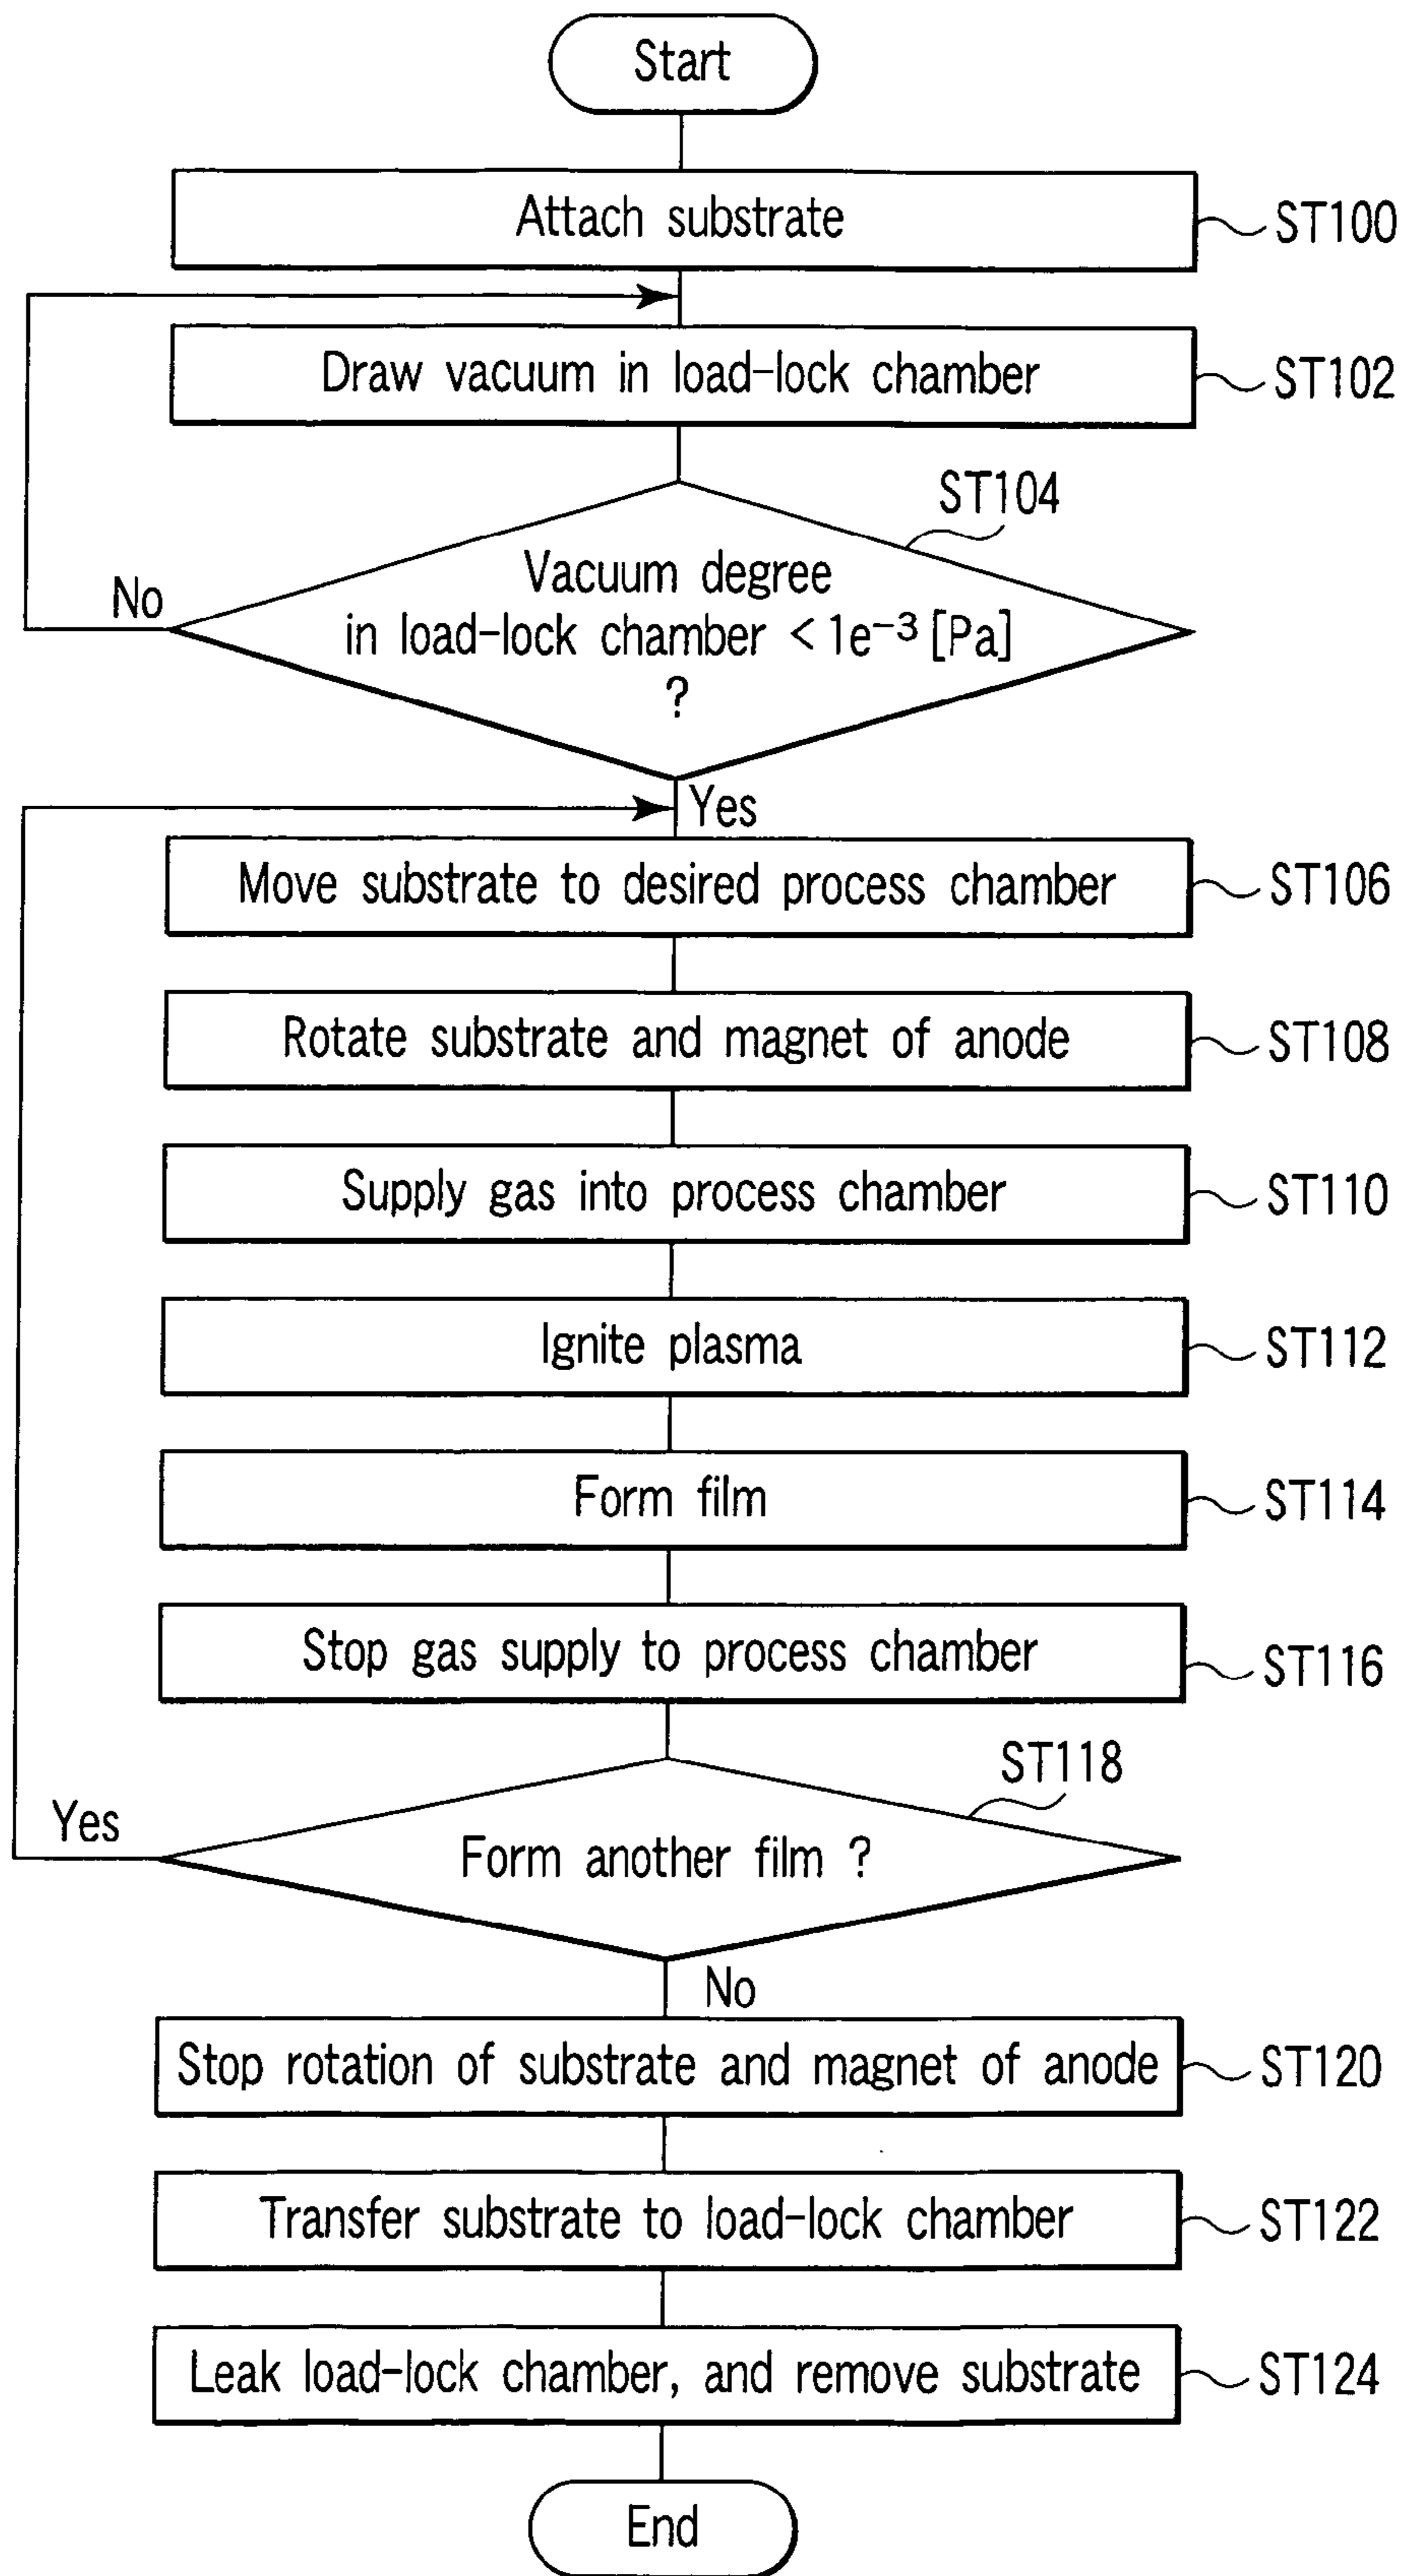 Start
Attach substrate
ST100
Draw vacuum in load-lock chamber
ST102
ST104
Vacuum degree
in load-lock chamber < 1e⁻³ [Pa]
?
No
Yes
Move substrate to desired process chamber
ST106
Rotate substrate and magnet of anode
ST108
Supply gas into process chamber
ST110
Ignite plasma
ST112
Form film
ST114
Stop gas supply to process chamber
ST116
ST118
Yes
Form another film ?
No
Stop rotation of substrate and magnet of anode
ST120
Transfer substrate to load-lock chamber
ST122
Leak load-lock chamber, and remove substrate
ST124
End